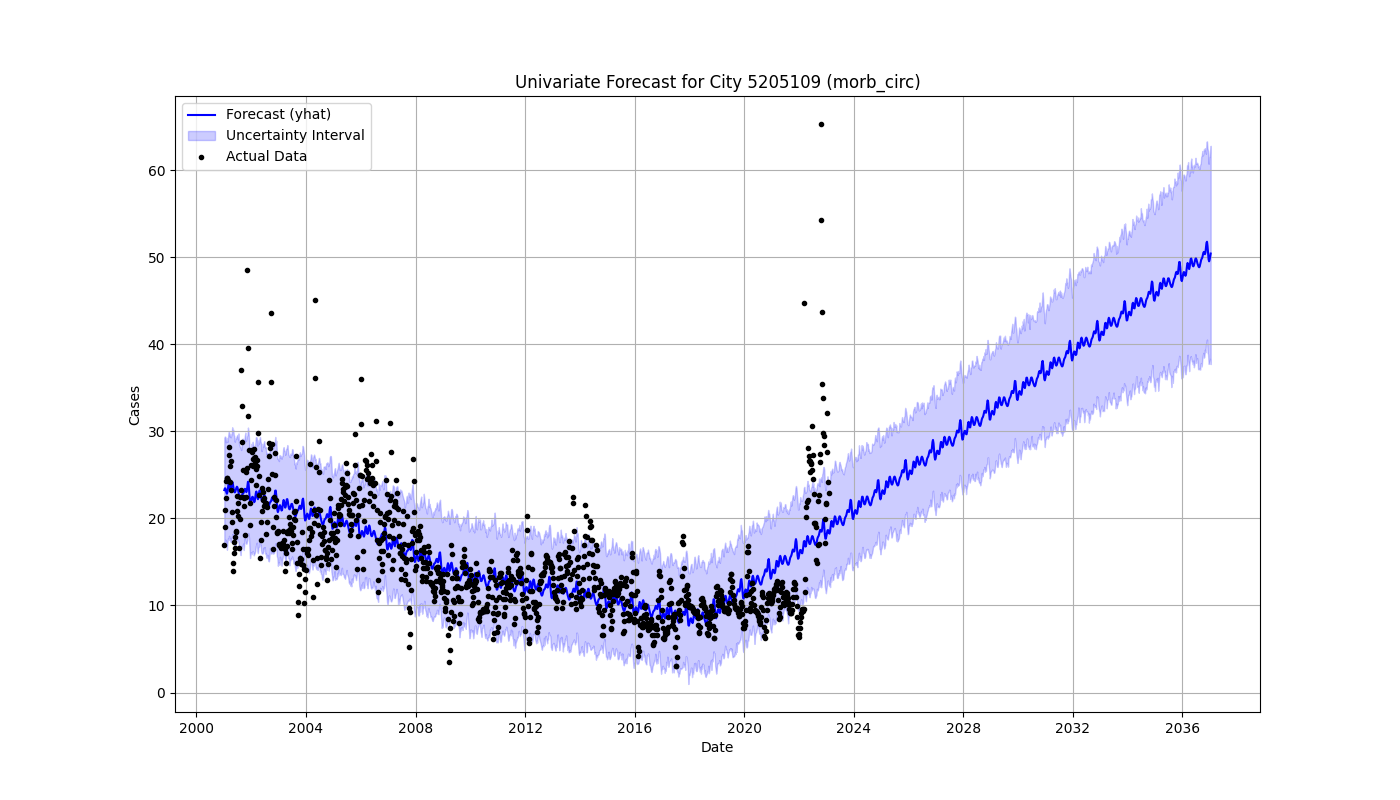 Univariate Forecast for City 5205109 (morb_circ)
Forecast (yhat)
Uncertainty Interval
Actual Data
Cases
60
50
40
30
20
10
0
2000 2004 2008 2012 2016 2020 2024 2028 2032 2036
Date